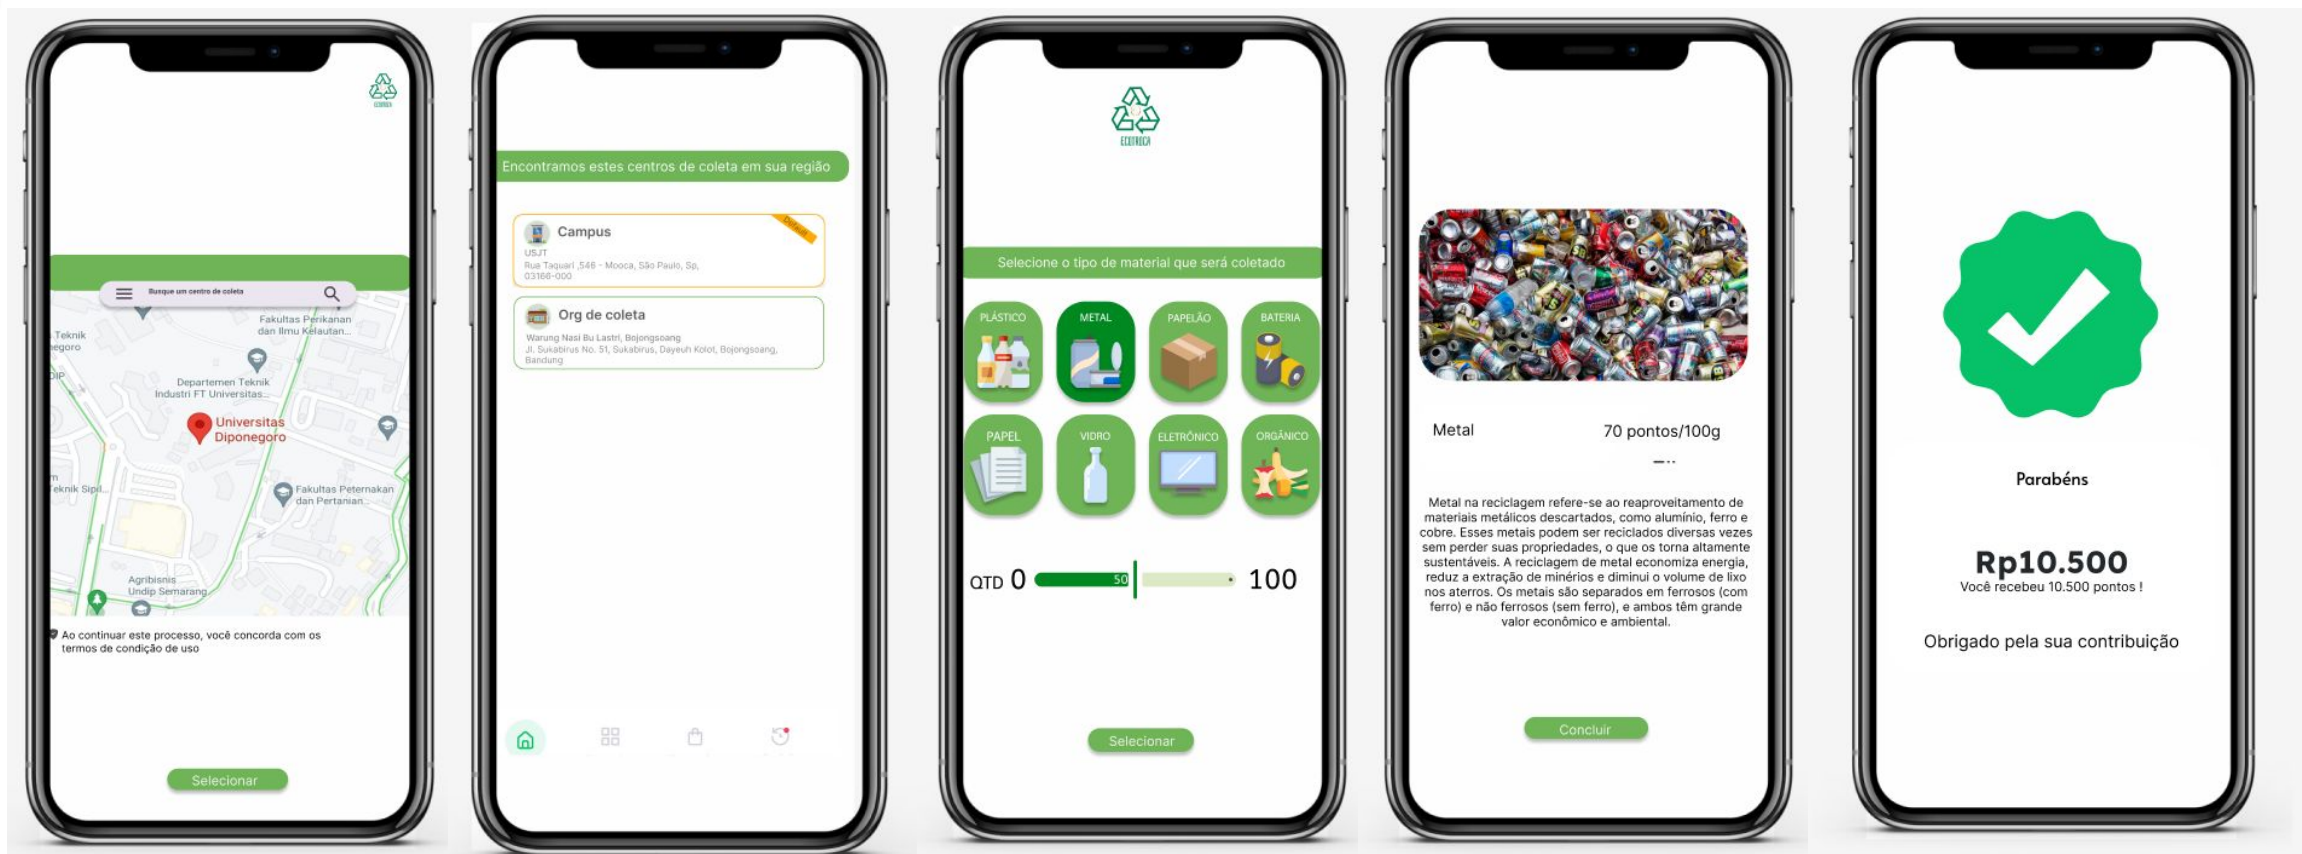 ECOTROCA
Busque um centro de coleta
Teknik
Fakultas Perikanan
dan Ilmu Kelautan...
Departemen Teknik
Industri FT Universitas...
Universitas
Diponegoro
Teknik Sipil...
Fakultas Peternakan
dan Pertanian...
Agribisnis
Undip Semarang
Ao continuar este processo, você concorda com os
termos de condição de uso
Selecionar
Encontramos estes centros de coleta em sua região
Campus
Default
USJT
Rua Taquari ,546 - Mooca, São Paulo, Sp,
03166-000
Org de coleta
Warung Nasi Bu Lastri, Bojongsoang
Jl. Sukabirus No. 51, Sukabirus, Dayeuh Kolot, Bojongsoang,
Bandung
ECOTROCA
Selecione o tipo de material que será coletado
PLÁSTICO METAL PAPELÃO BATERIA
PAPEL VIDRO ELETRÔNICO ORGÂNICO
QTD 0 50 100
Selecionar
Metal 70 pontos/100g
Metal na reciclagem refere-se ao reaproveitamento de
materiais metálicos descartados, como alumínio, ferro e
cobre. Esses metais podem ser reciclados diversas vezes
sem perder suas propriedades, o que os torna altamente
sustentáveis. A reciclagem de metal economiza energia,
reduz a extração de minérios e diminui o volume de lixo
nos aterros. Os metais são separados em ferrosos (com
ferro) e não ferrosos (sem ferro), e ambos têm grande
valor econômico e ambiental.
Concluir
Parabéns
Rp10.500
Você recebeu 10.500 pontos !
Obrigado pela sua contribuição